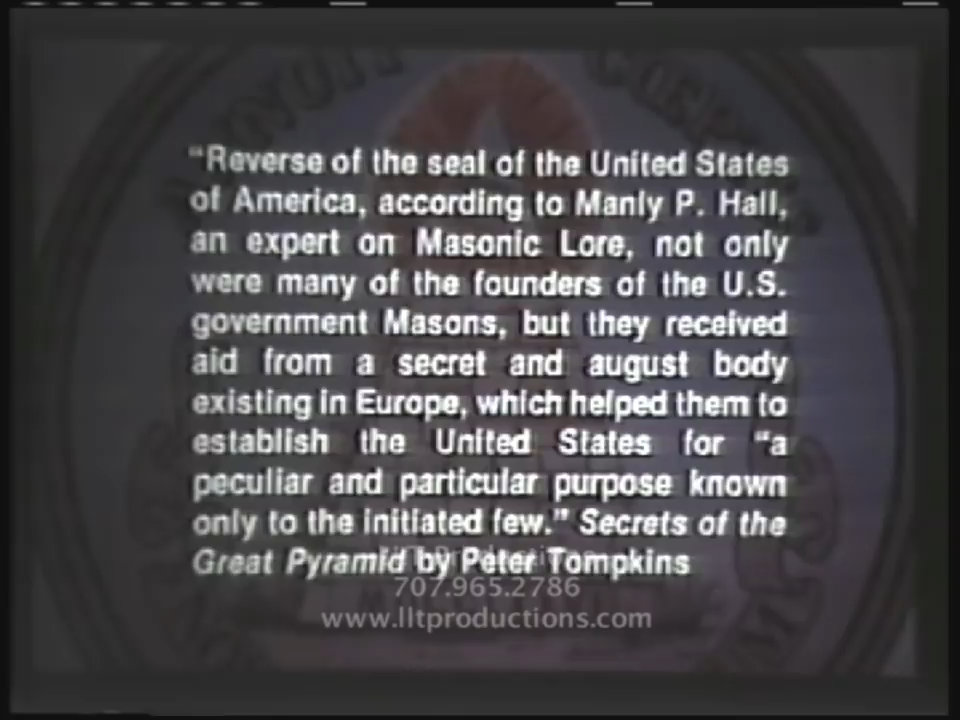 ANNUIT COEPTIS
“Reverse of the seal of the United States
of America, according to Manly P. Hall,
an expert on Masonic Lore, not only
were many of the founders of the U.S.
government Masons, but they received
aid from a secret and august body
existing in Europe, which helped them to
establish the United States for “a
peculiar and particular purpose known
only to the initiated few.” Secrets of the
Great Pyramid by Peter Tompkins
707.965.2786
www.lltproductions.com